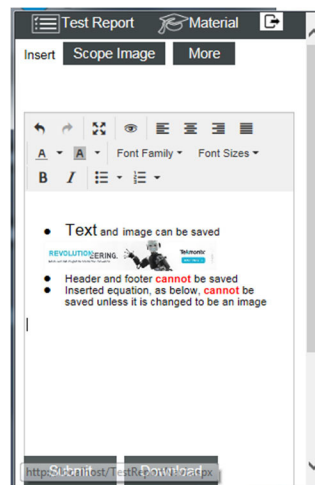 Test Report Material
Insert Scope Image More
A A Font Family Font Sizes
B I
Text and image can be saved
REVOLUTIONEERING.
Tektronix
Header and footer cannot be saved
Inserted equation, as below, cannot be
saved unless it is changed to be an image
Submit Download